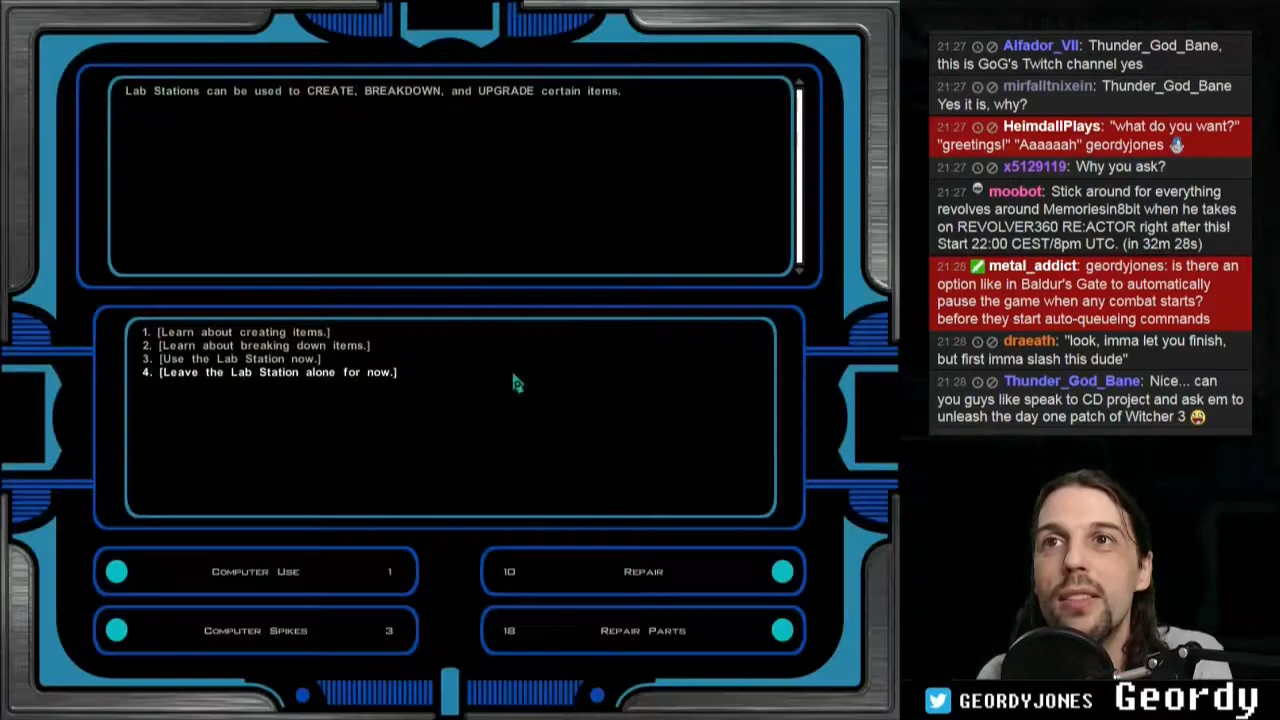 Lab Stations can be used to CREATE, BREAKDOWN, and UPGRADE certain items.
1. [Learn about creating items.]
2. [Learn about breaking down items.]
3. [Use the Lab Station now.]
4. [Leave the Lab Station alone for now.]
Computer Use 1
10 Repair
Computer Spikes 3
18 Repair Parts
21:27 Alfador_VII: Thunder_God_Bane,
this is GoG's Twitch channel yes
21:27 mirfalltnixein: Thunder_God_Bane
Yes it is, why?
21:27 HeimdallPlays: "what do you want?"
"greetings!" "Aaaaaah" geordyjones
21:27 x5129119: Why you ask?
21:27 moobot: Stick around for everything
revolves around Memoriesin8bit when he takes
on REVOLVER360 RE:ACTOR right after this!
Start 22:00 CEST/8pm UTC. (in 32m 28s)
21:28 metal_addict: geordyjones: is there an
option like in Baldur's Gate to automatically
pause the game when any combat starts?
before they start auto-queueing commands
21:28 draeath: "look, imma let you finish,
but first imma slash this dude"
21:28 Thunder_God_Bane: Nice... can
you guys like speak to CD project and ask em to
unleash the day one patch of Witcher 3
GEORDYJONES Geordy